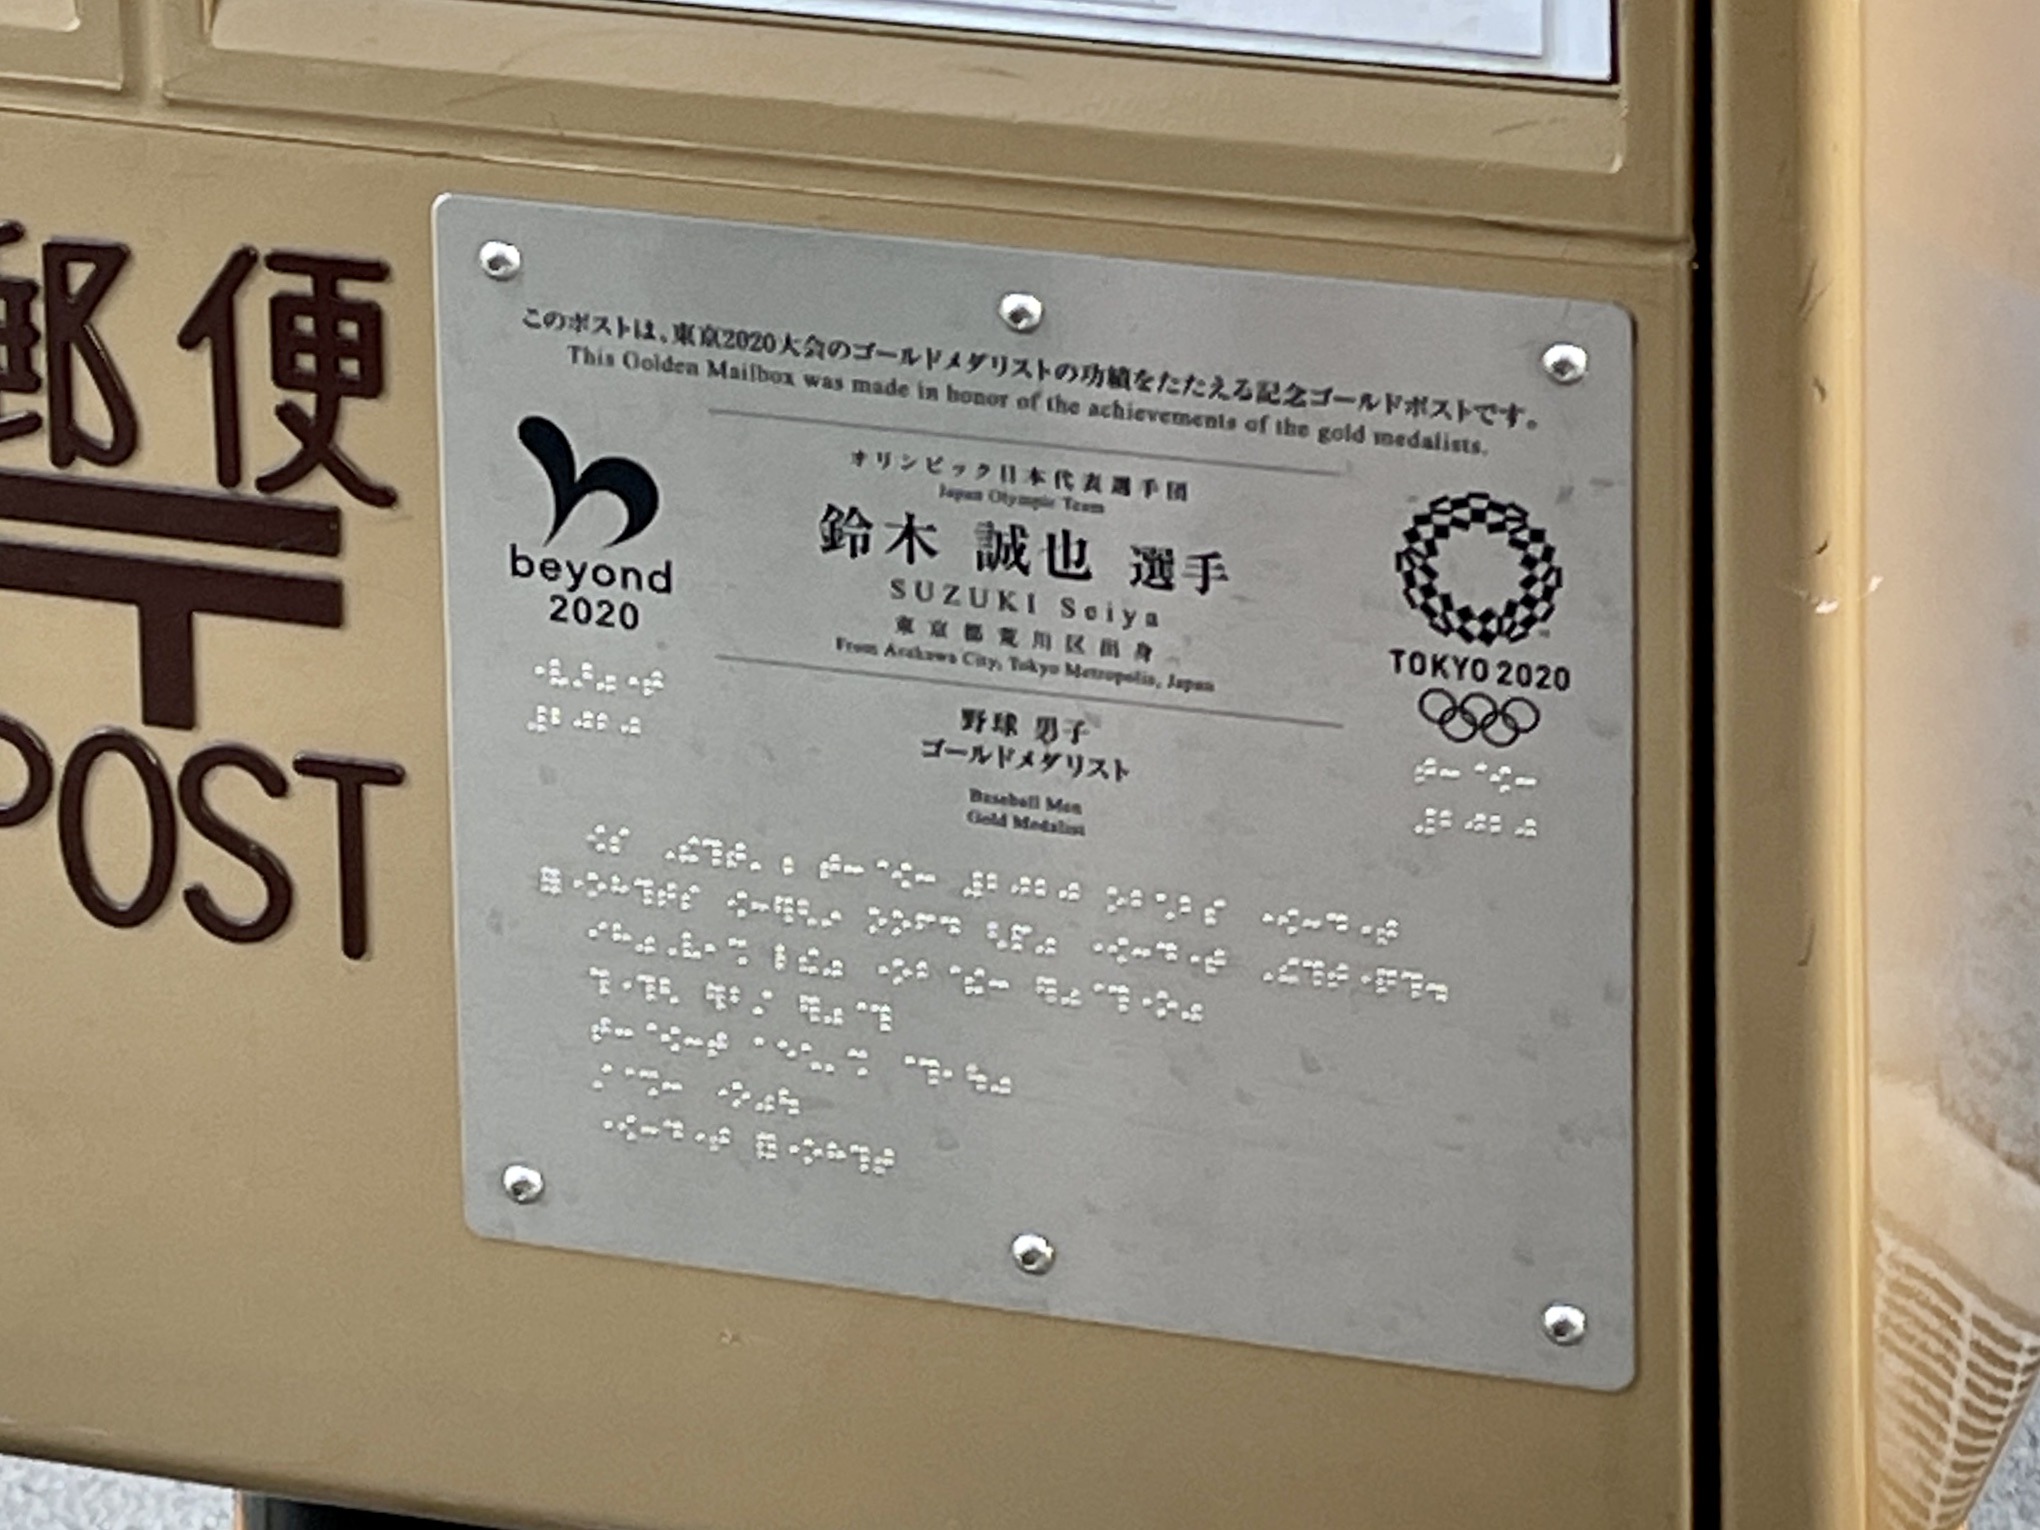 郵便
POST
このポストは、東京2020大会のゴールドメダリストの功績をたたえる記念ゴールドポストです。
This Golden Mailbox was made in honor of the achievements of the gold medalists.
beyond
2020
オリンピック日本代表選手団
Japan Olympic Team
鈴木 誠也 選手
SUZUKI Seiya
東京都荒川区出身
From Arakawa City, Tokyo Metropolis, Japan
TOKYO 2020
野球 男子
ゴールドメダリスト
Baseball Men
Gold Medalist